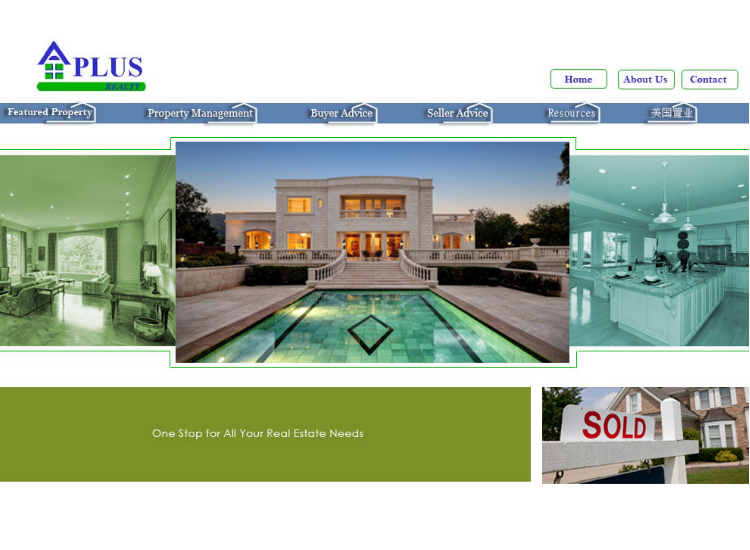 APLUS
REALTY
Home
About Us
Contact
Featured Property
Property Management
Buyer Advice
Seller Advice
Resources
美国置业
One Stop for All Your Real Estate Needs
SOLD